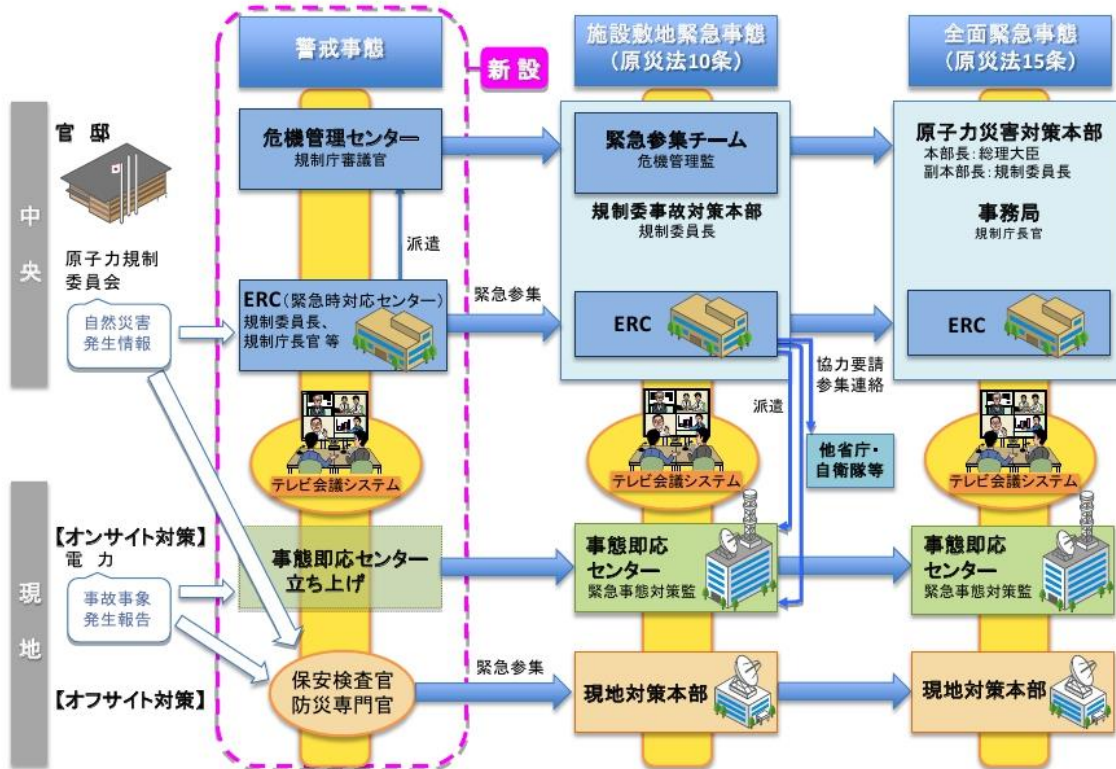 警戒事態
施設敷地緊急事態
（原災法10条）
全面緊急事態
（原災法15条）
新設
中央
官邸
危機管理センター
規制庁審議官
緊急参集チーム
危機管理監
原子力災害対策本部
本部長：総理大臣
副本部長：規制委員長
規制委事故対策本部
規制委員長
事務局
規制庁長官
派遣
原子力規制
委員会
自然災害
発生情報
ERC（緊急時対応センター）
規制委員長、
規制庁長官 等
緊急参集
ERC
ERC
協力要請
参集連絡
派遣
他省庁・
自衛隊等
テレビ会議システム
テレビ会議システム
テレビ会議システム
現地
【オンサイト対策】
電力
事故事象
発生報告
事態即応センター
立ち上げ
事態即応
センター
緊急事態対策監
事態即応
センター
緊急事態対策監
【オフサイト対策】
保安検査官
防災専門官
緊急参集
現地対策本部
現地対策本部